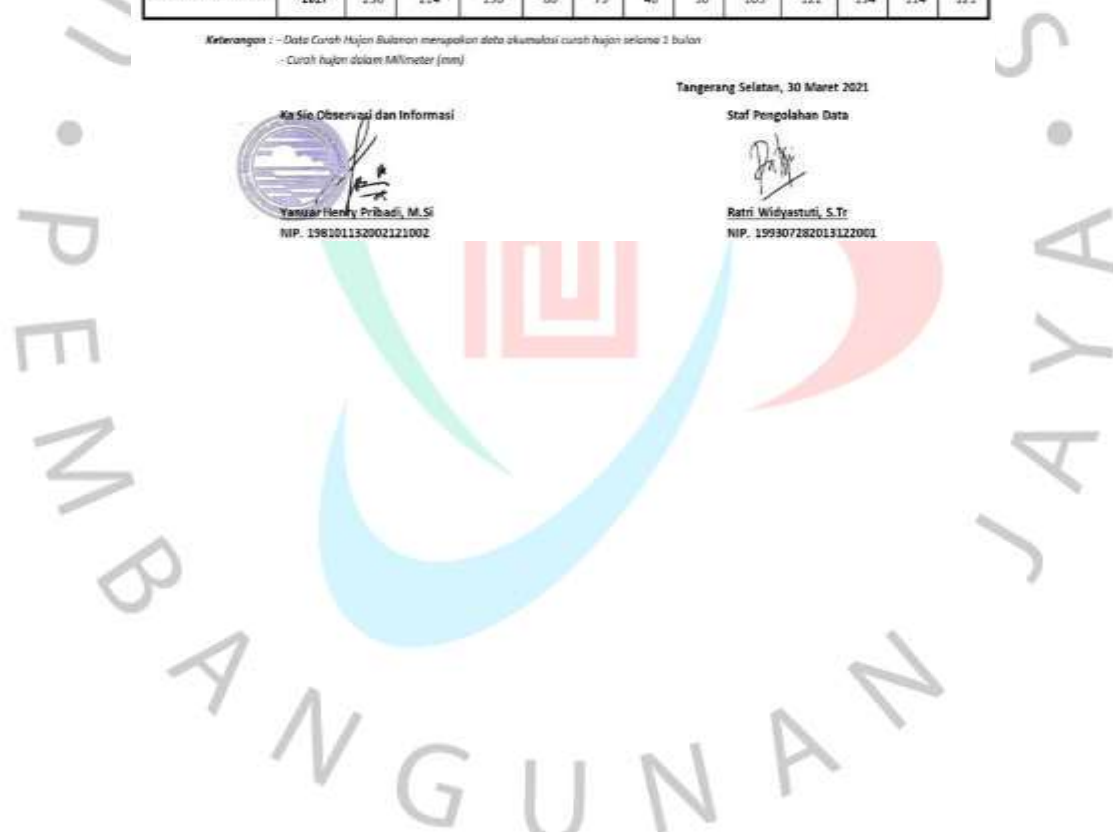 Keterangan : - Data Curah Hujan Bulanan merupakan data akumulasi curah hujan selama 1 bulan
- Curah hujan dalam Milimeter (mm)
Tangerang Selatan, 30 Maret 2021
Ka Sie Observasi dan Informasi
Staf Pengolahan Data
Yanuar Henry Pribadi, M.Si
Ratri Widyastuti, S.Tr
NIP. 198101132002121002
NIP. 199307282013122001
PEMBANGUNAN JAYA